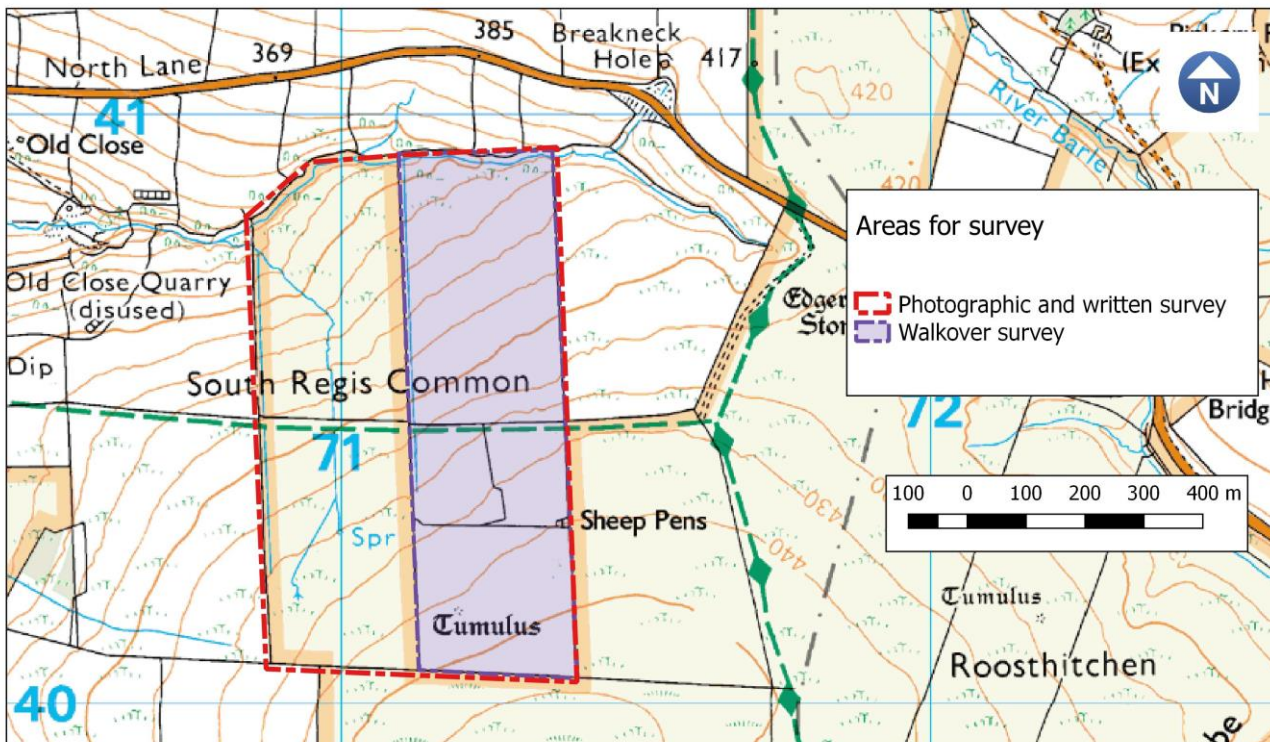 North Lane
369
385
Breakneck
Hole
417
420
River Barle
(Ex
N
41
Old Close
420
Areas for survey
Photographic and written survey
Walkover survey
Old Close Quarry
(disused)
Dip
South Regis Common
71
72
Bridg
100 0 100 200 300 400 m
430
440
Spr
Sheep Pens
Tumulus
Tumulus
Roosthitchen
40